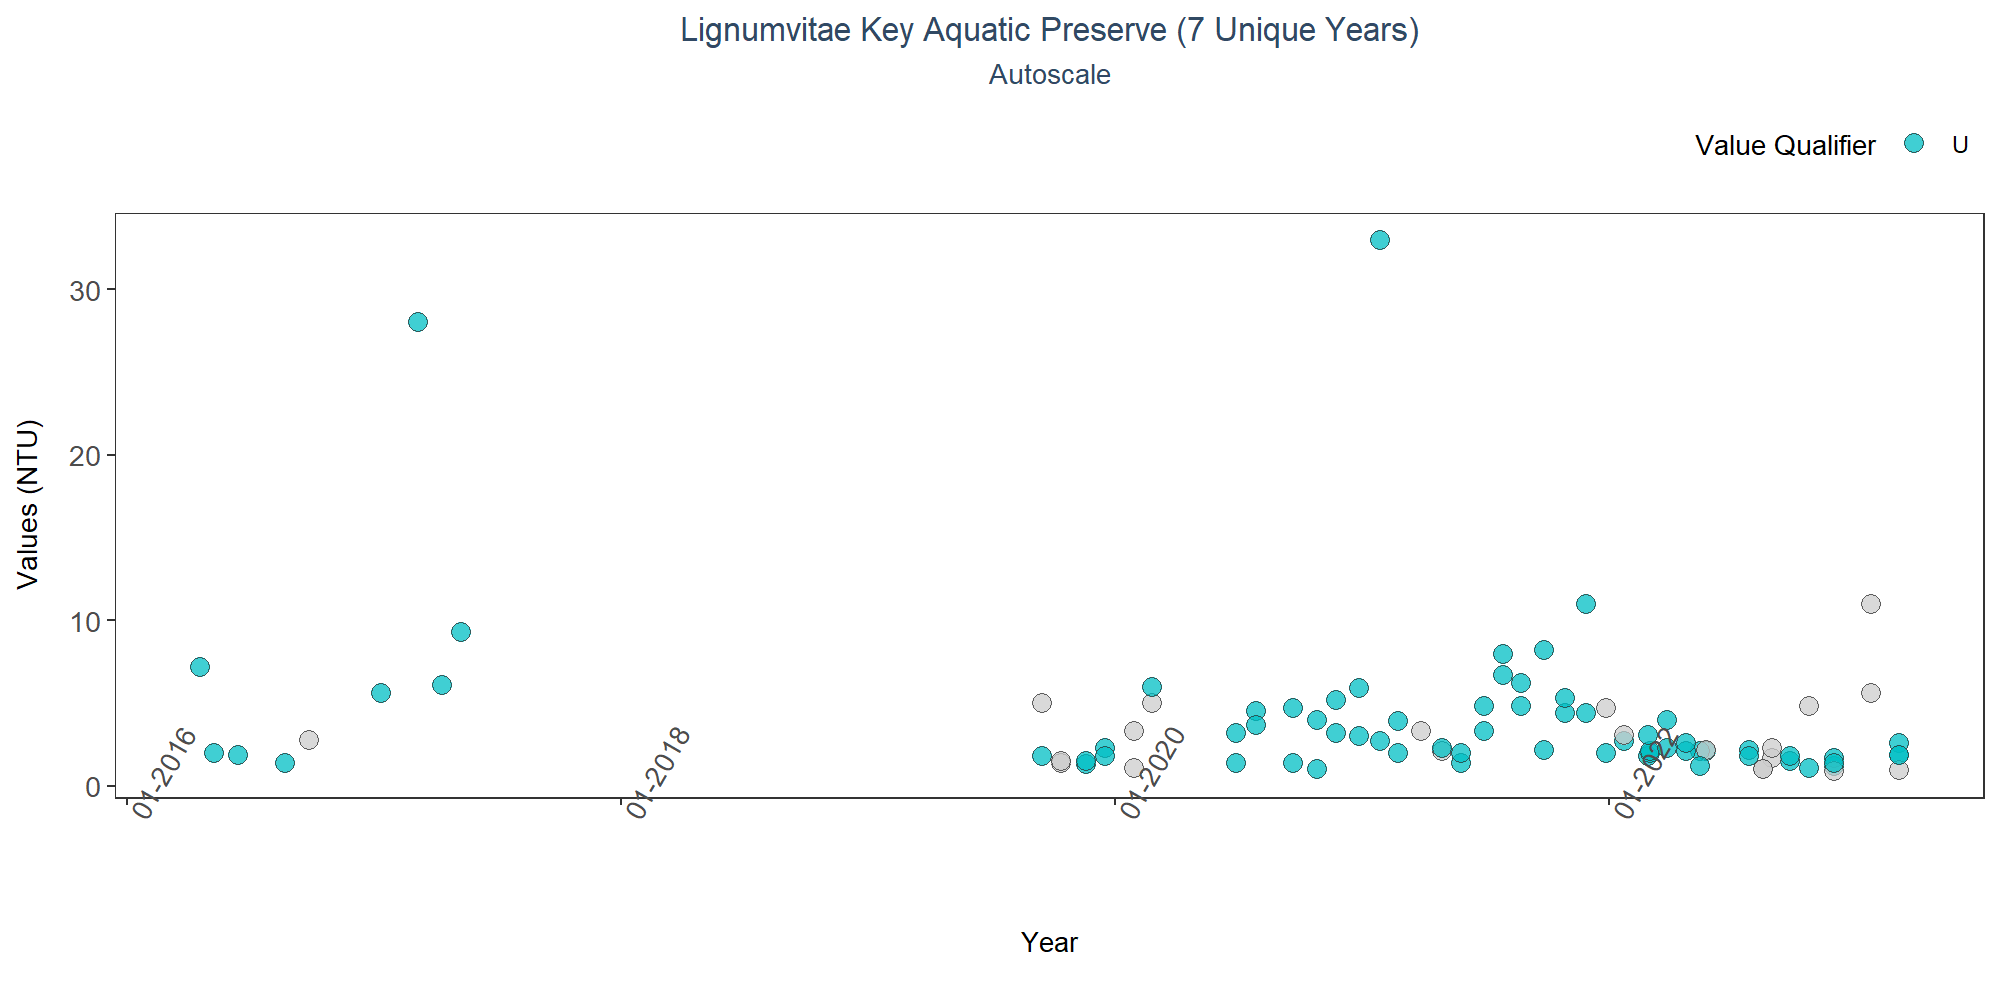 Lignumvitae Key Aquatic Preserve (7 Unique Years)
Autoscale
Value Qualifier U
Values (NTU)
30
20
10
0
01-2016
01-2018
01-2020
01-2022
Year